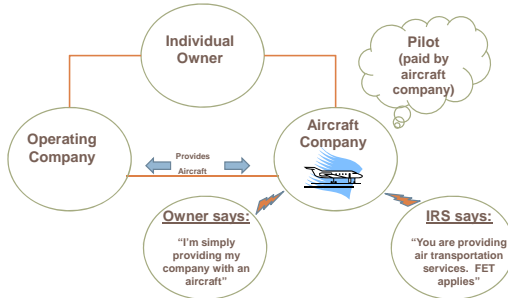 Individual
Owner
Pilot
(paid by
aircraft
company)
Operating
Company
Provides
Aircraft
Aircraft
Company
Owner says:
“I’m simply
providing my
company with an
aircraft”
IRS says:
“You are providing
air transportation
services.  FET
applies”